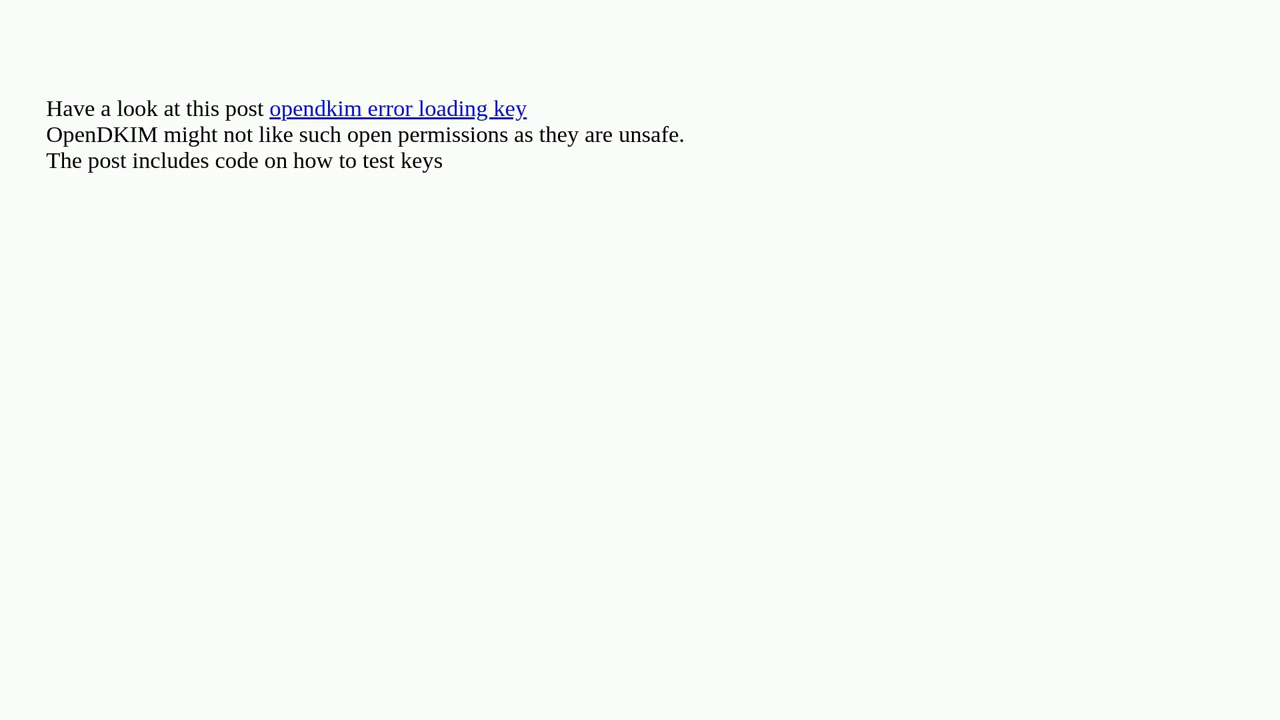 Have a look at this post opendkim error loading key
OpenDKIM might not like such open permissions as they are unsafe.
The post includes code on how to test keys